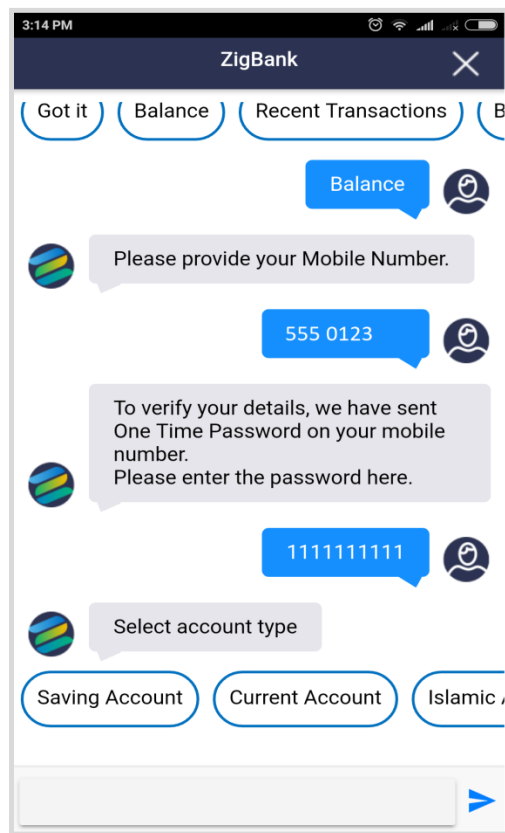 3:14 PM
ZigBank
Got it Balance Recent Transactions B
Balance
Please provide your Mobile Number.
555 0123
To verify your details, we have sent
One Time Password on your mobile
number.
Please enter the password here.
1111111111
Select account type
Saving Account Current Account Islamic